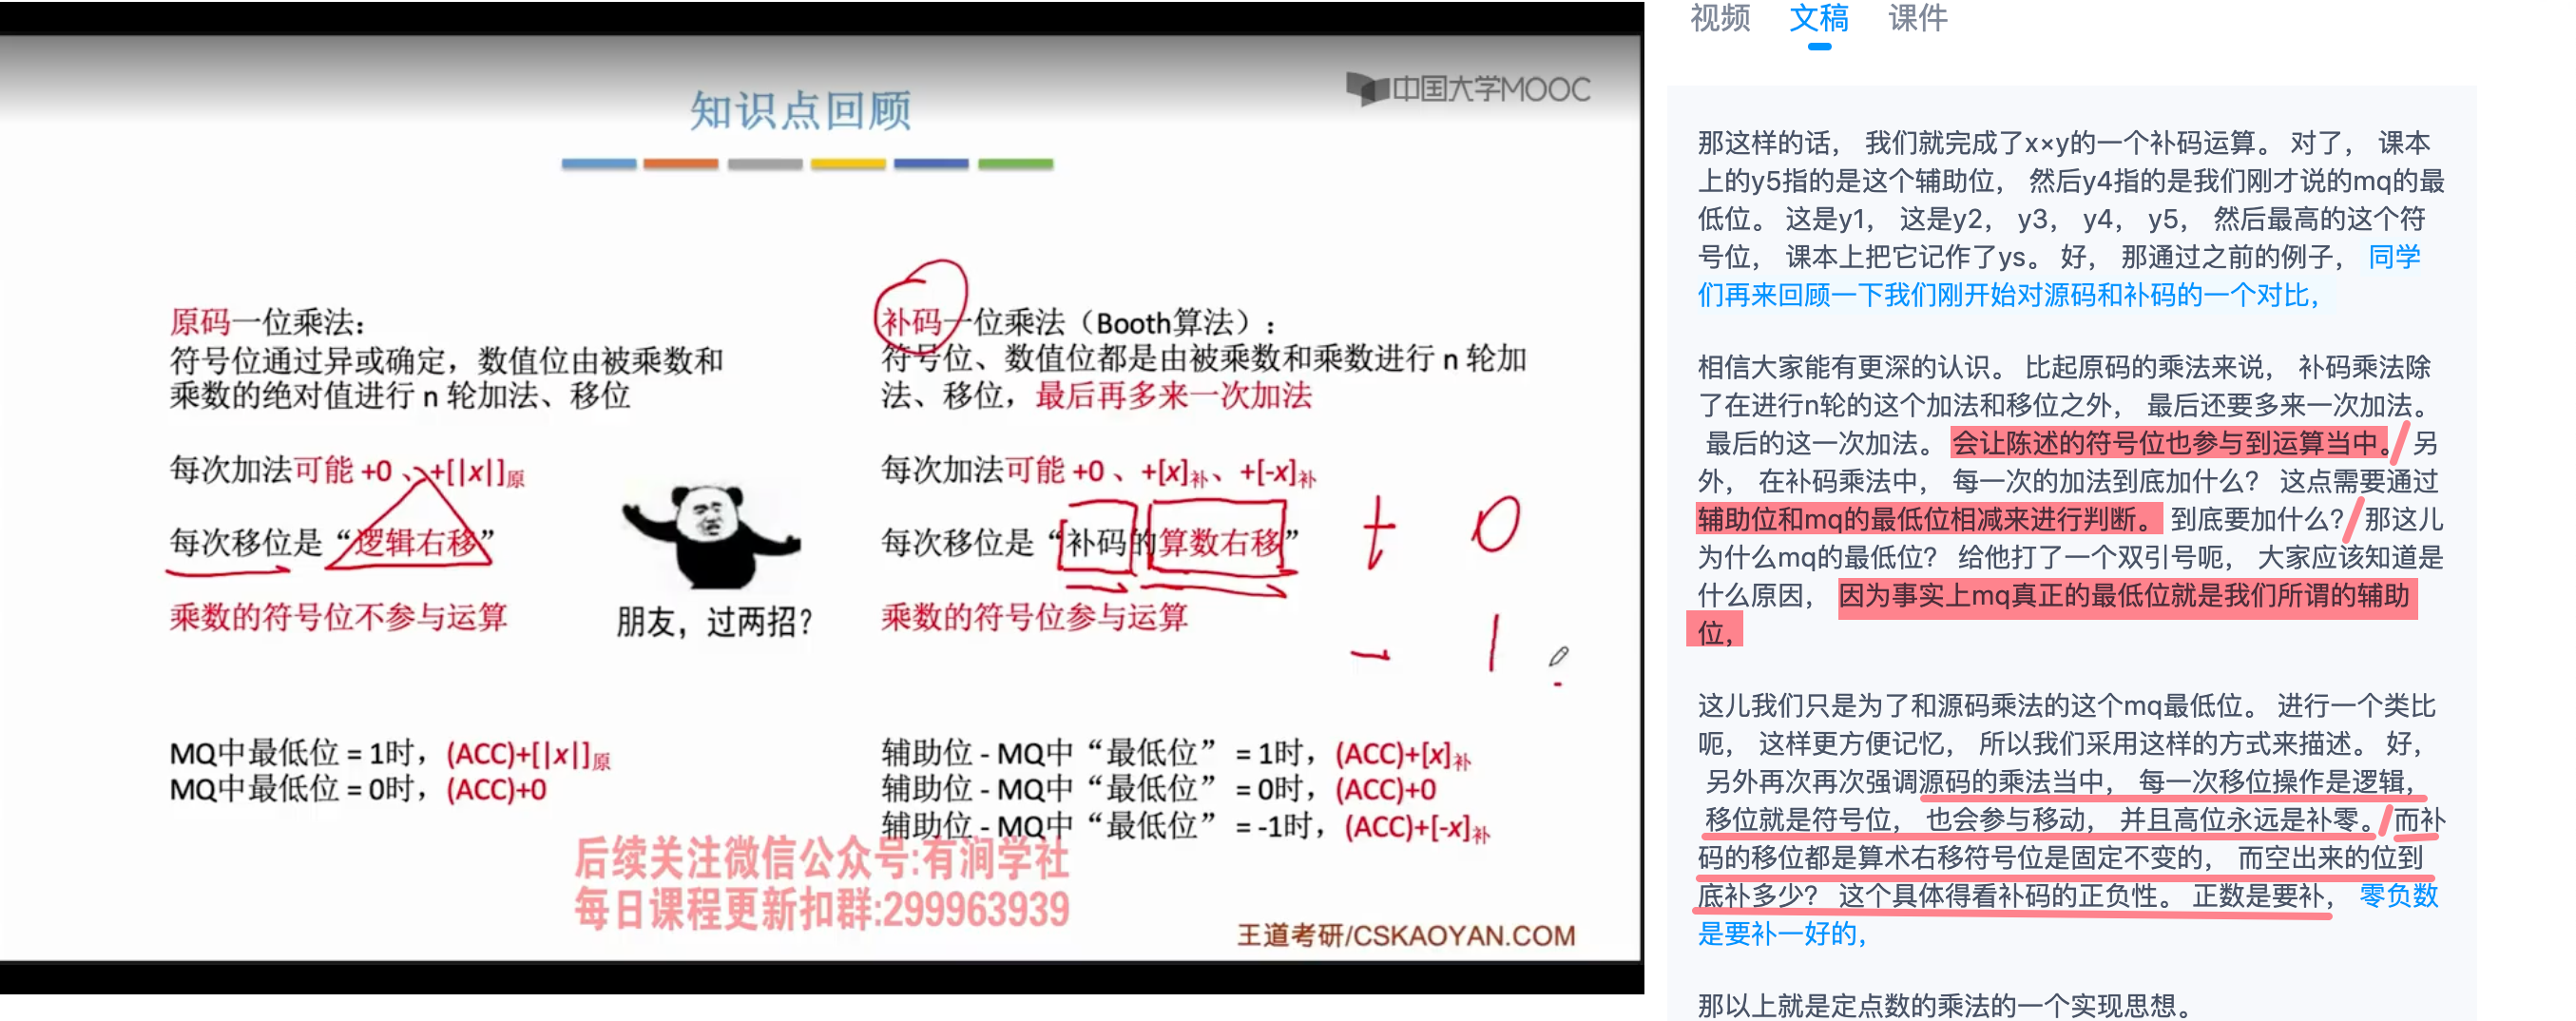 中国大学MOOC
知识点回顾
原码一位乘法：
符号位通过异或确定，数值位由被乘数和
乘数的绝对值进行 n 轮加法、移位
每次加法可能 +0 、+[|x|]原
每次移位是“逻辑右移”
乘数的符号位不参与运算
MQ中最低位 = 1时，(ACC)+[|x|]原
MQ中最低位 = 0时，(ACC)+0
朋友，过两招？
补码一位乘法（Booth算法）：
符号位、数值位都是由被乘数和乘数进行 n 轮加
法、移位，最后再多来一次加法
每次加法可能 +0 、+[x]补、+[-x]补
每次移位是“补码的算数右移”
乘数的符号位参与运算
+ 0
- 1
辅助位 - MQ中“最低位” = 1时，(ACC)+[x]补
辅助位 - MQ中“最低位” = 0时，(ACC)+0
辅助位 - MQ中“最低位” = -1时，(ACC)+[-x]补
后续关注微信公众号:有涧学社
每日课程更新扣群:299963939
王道考研/CSKAOYAN.COM
视频 文稿 课件
那这样的话， 我们就完成了x×y的一个补码运算。 对了， 课本
上的y5指的是这个辅助位， 然后y4指的是我们刚才说的mq的最
低位。 这是y1， 这是y2， y3， y4， y5， 然后最高的这个符
号位， 课本上把它记作了ys。 好， 那通过之前的例子， 同学
们再来回顾一下我们刚开始对源码和补码的一个对比，
相信大家能有更深的认识。 比起原码的乘法来说， 补码乘法除
了在进行n轮的这个加法和移位之外， 最后还要多来一次加法。
最后的这一次加法。 会让陈述的符号位也参与到运算当中。 另
外， 在补码乘法中， 每一次的加法到底加什么？ 这点需要通过
辅助位和mq的最低位相减来进行判断。 到底要加什么？ 那这儿
为什么mq的最低位？ 给他打了一个双引号呃， 大家应该知道是
什么原因， 因为事实上mq真正的最低位就是我们所谓的辅助
位，
这儿我们只是为了和源码乘法的这个mq最低位。 进行一个类比
呃， 这样更方便记忆， 所以我们采用这样的方式来描述。 好，
另外再次再次强调源码的乘法当中， 每一次移位操作是逻辑，
移位就是符号位， 也会参与移动， 并且高位永远是补零。 而补
码的移位都是算术右移符号位是固定不变的， 而空出来的位到
底补多少？ 这个具体得看补码的正负性。 正数是要补， 零负数
是要补一好的，
那以上就是定点数的乘法的一个实现思想。